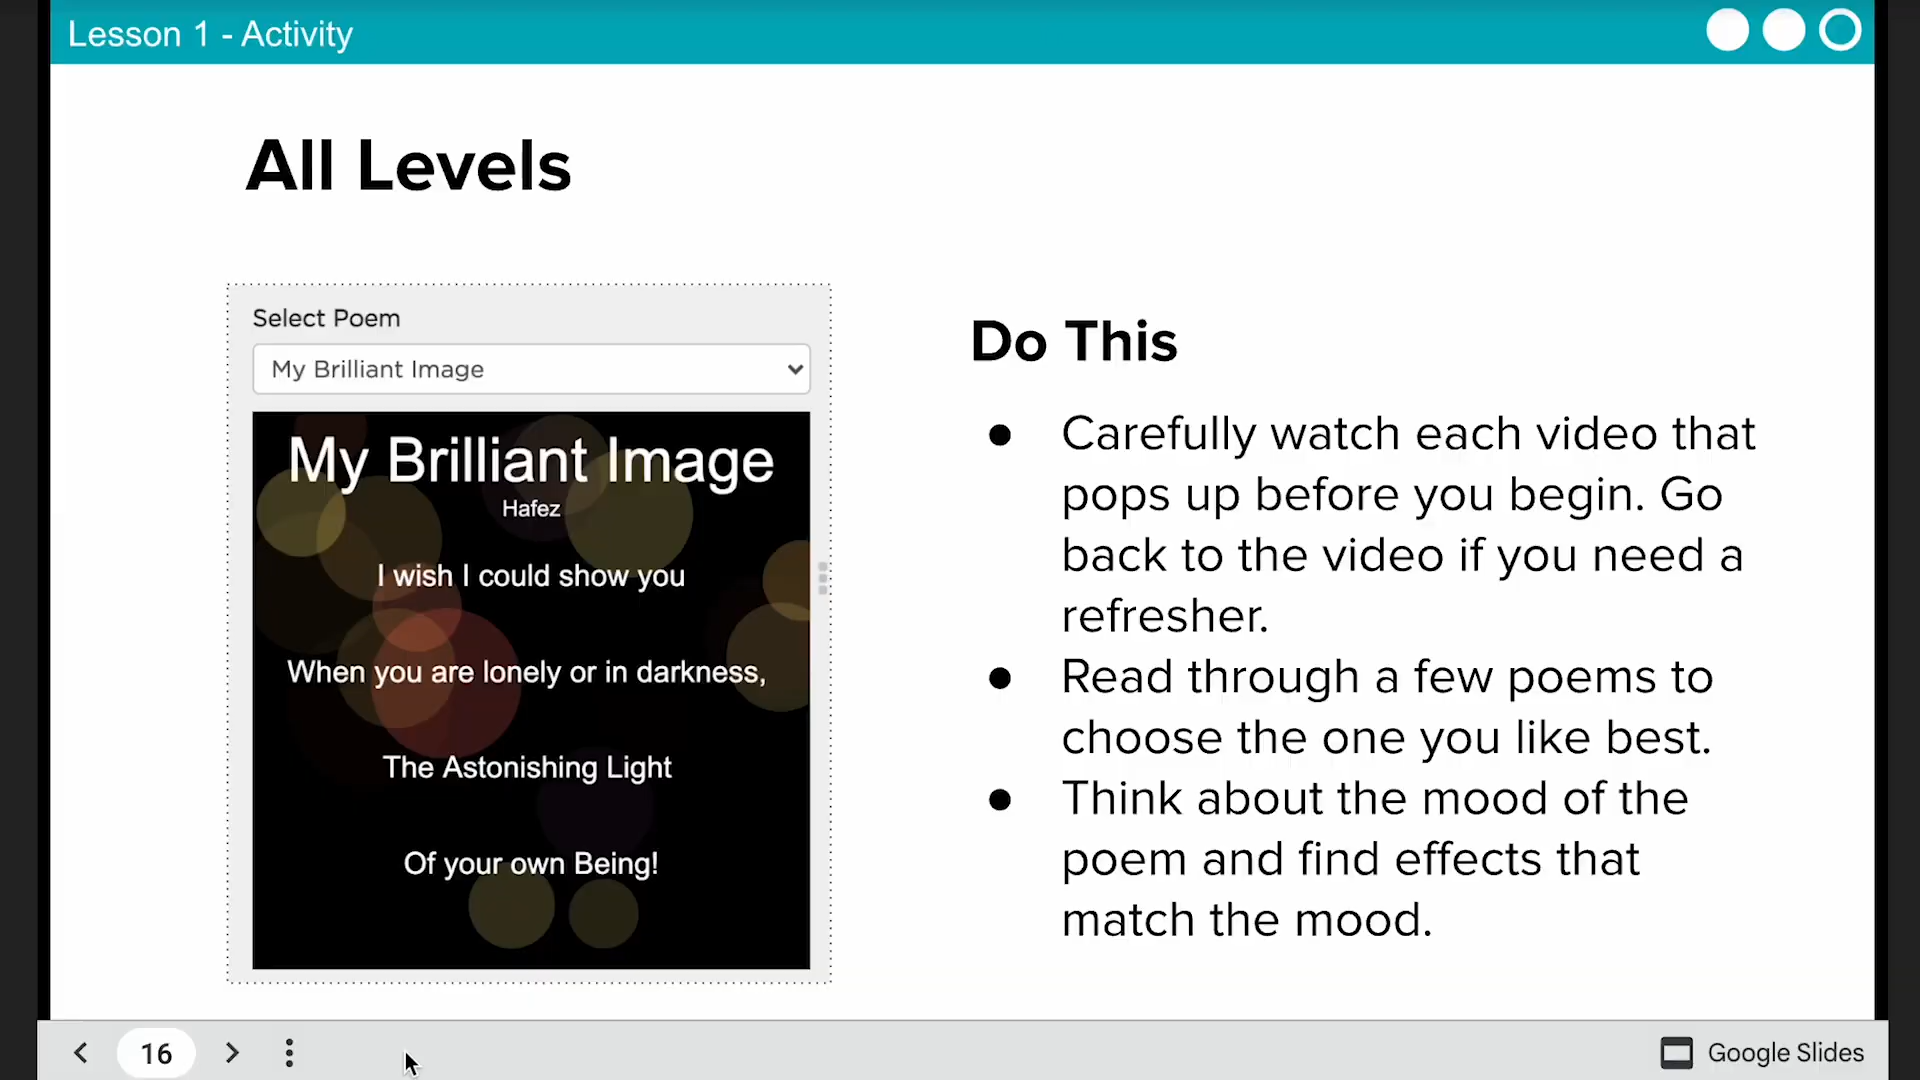 Lesson 1 - Activity
All Levels
Select Poem
My Brilliant Image
My Brilliant Image
Hafez
I wish I could show you
When you are lonely or in darkness,
The Astonishing Light
Of your own Being!
Do This
● Carefully watch each video that
pops up before you begin. Go
back to the video if you need a
refresher.
● Read through a few poems to
choose the one you like best.
● Think about the mood of the
poem and find effects that
match the mood.
16
Google Slides